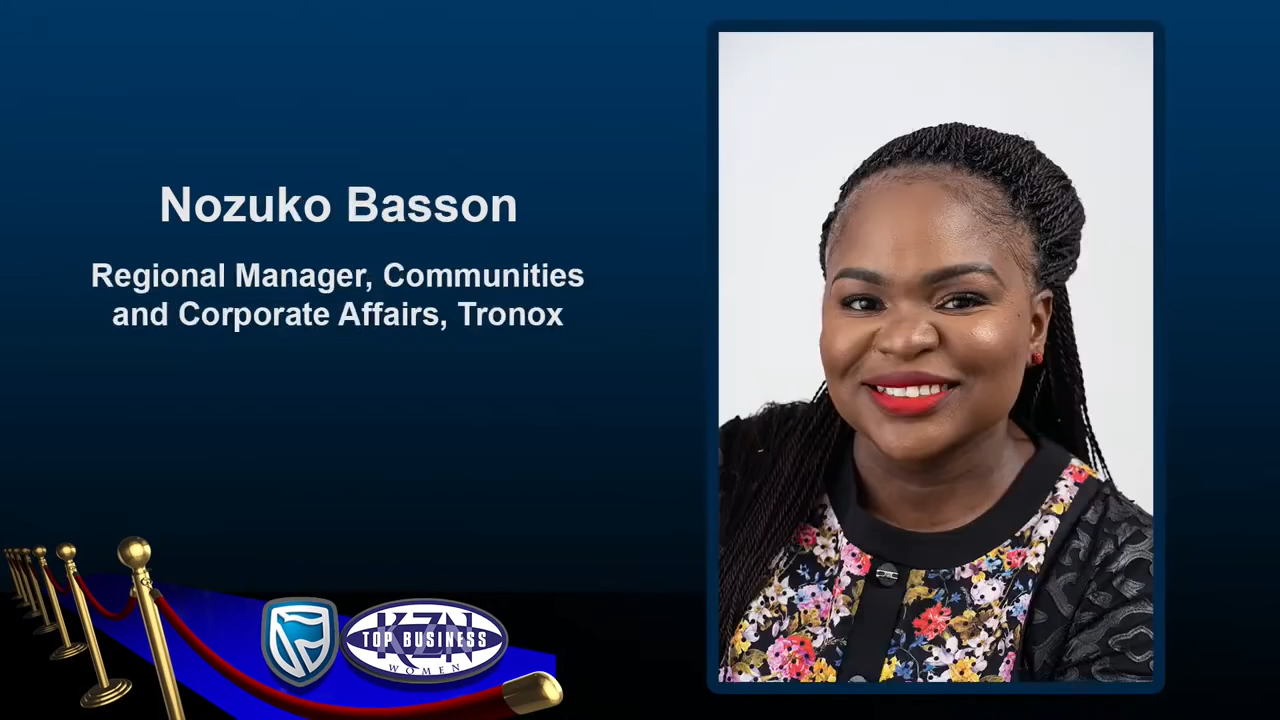 Nozuko Basson
Regional Manager, Communities
and Corporate Affairs, Tronox
KZN
TOP BUSINESS
WOMEN